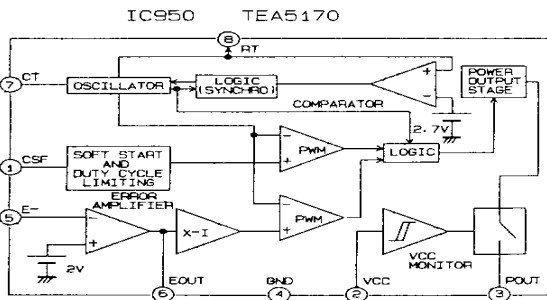 IC950 TEA5170
8
RT
7 CT
OSCILLATOR
LOGIC
(SYNCHRO)
+
-
POWER
OUTPUT
STAGE
COMPARATOR
2.7V
1 CSF
SOFT START
AND
DUTY CYCLE
LIMITING
-
+
PWM
LOGIC
5 E-
ERROR
AMPLIFIER
-
+
X-I
-
+
PWM
VCC
MONITOR
2V
EOUT
GND
VCC
POUT
6
4
2
3